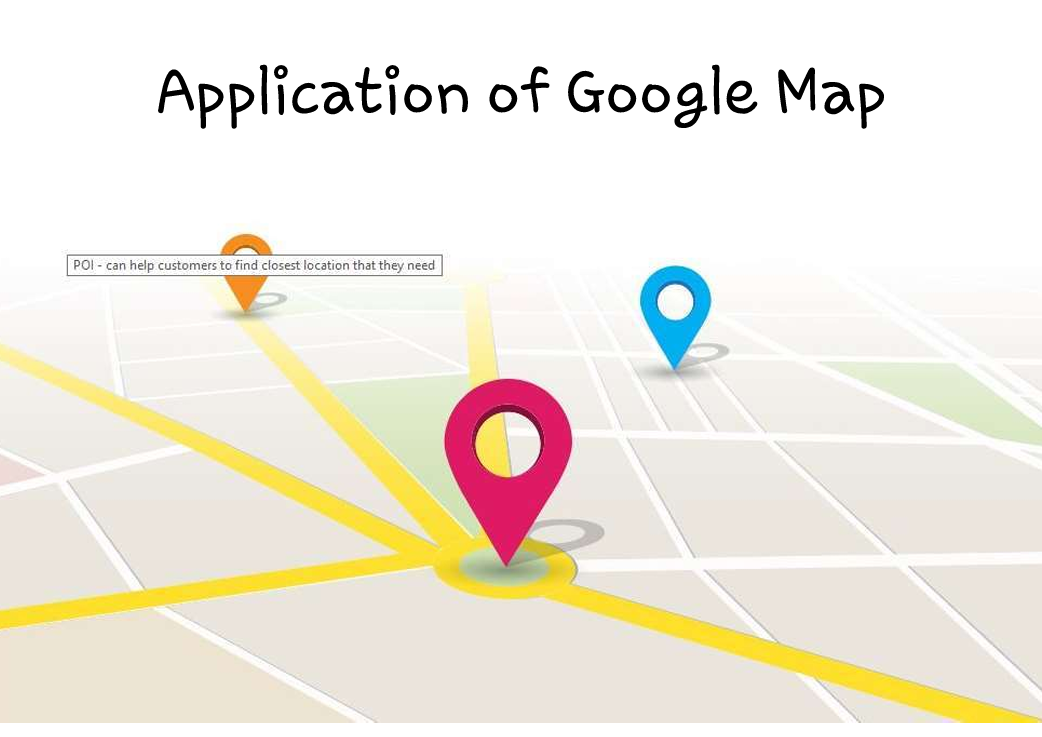 Application of Google Map
POI - can help customers to find closest location that they need